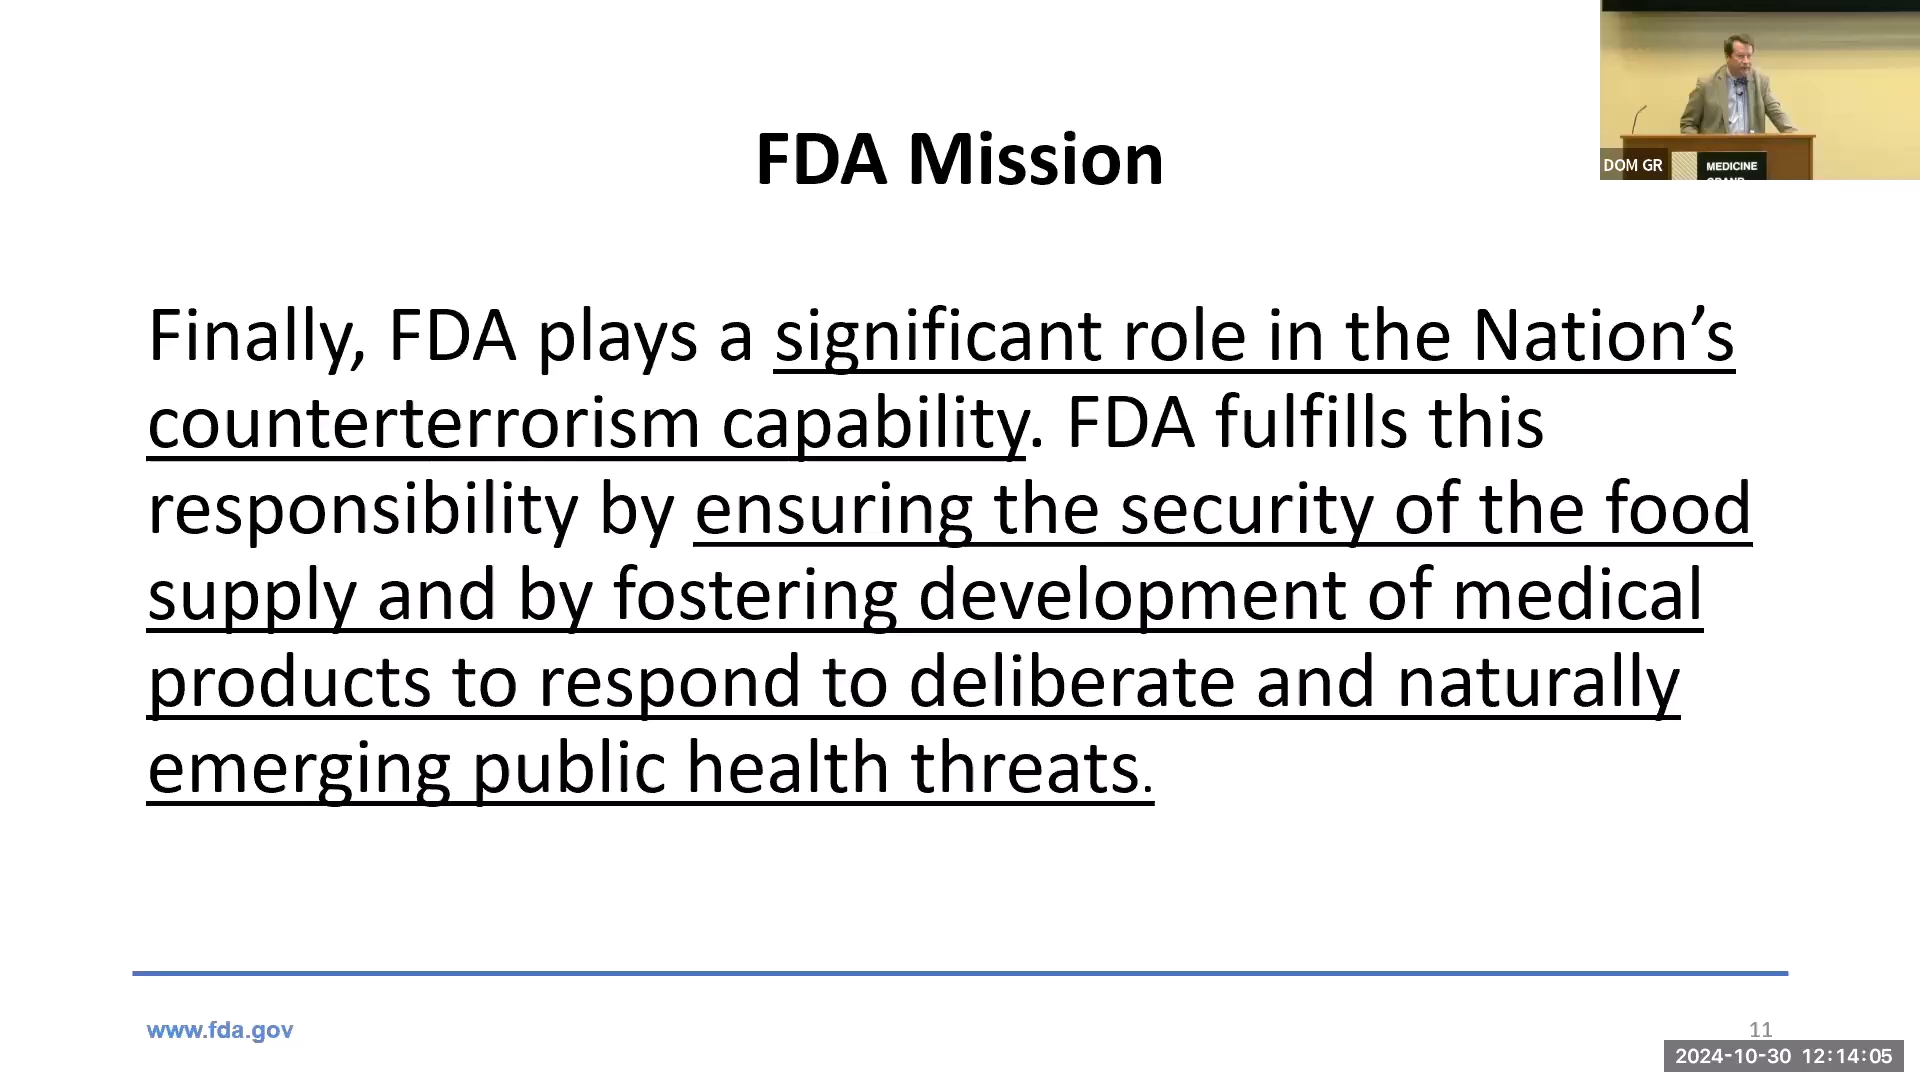 FDA Mission
DOM GR
MEDICINE
Finally, FDA plays a significant role in the Nation’s
counterterrorism capability. FDA fulfills this
responsibility by ensuring the security of the food
supply and by fostering development of medical
products to respond to deliberate and naturally
emerging public health threats.
www.fda.gov
11
2024-10-30 12:14:05